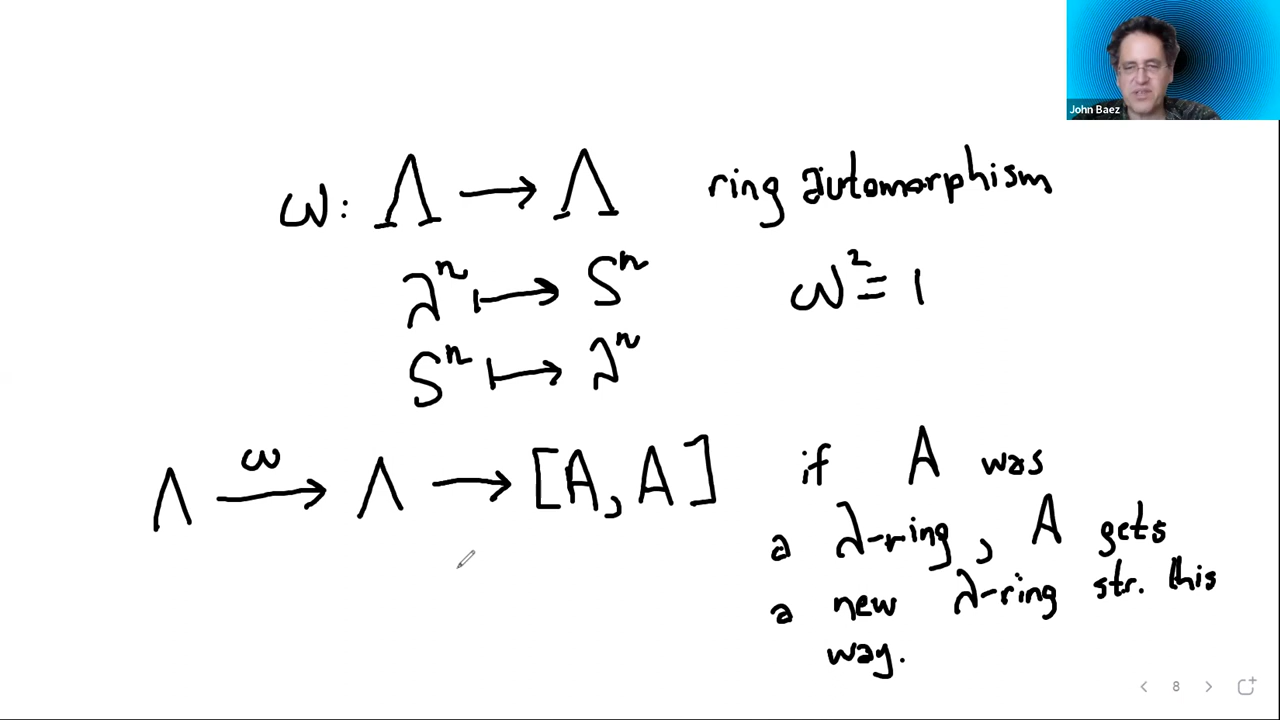 John Baez
ω: Λ → Λ ring automorphism
λⁿ ↦ Sⁿ ω² = 1
Sⁿ ↦ λⁿ
ω
Λ → Λ → [A, A] if A was
a λ-ring, A gets
a new λ-ring str. this
way.
8